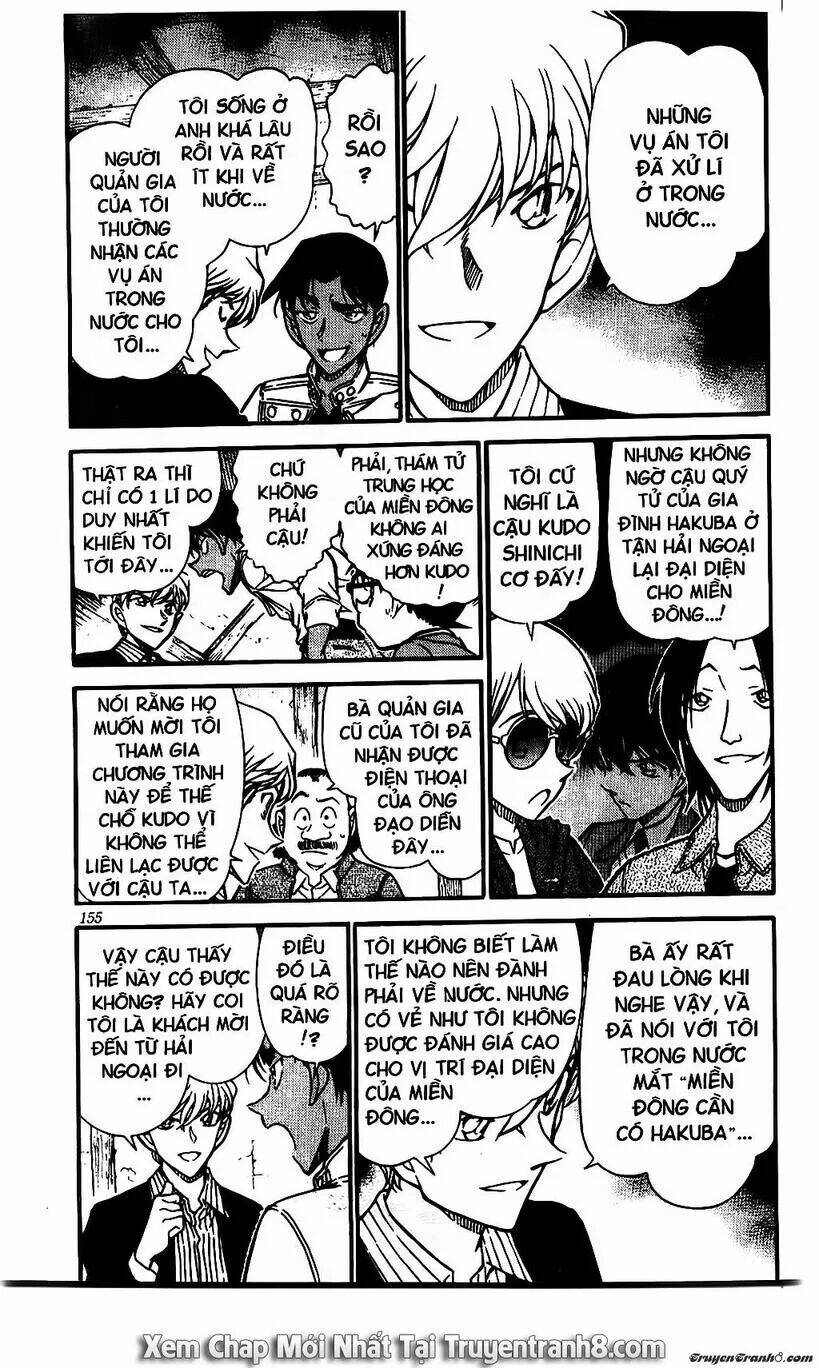 NHỮNG
VỤ ÁN TÔI
ĐÃ XỬ LÍ
Ở TRONG
NƯỚC...
RỒI
SAO
?
TÔI SỐNG Ở
ANH KHÁ LÂU
RỒI VÀ RẤT
ÍT KHI VỀ
NƯỚC...
NGƯỜI
QUẢN GIA
CỦA TÔI
THƯỜNG
NHẬN CÁC
VỤ ÁN
TRONG
NƯỚC CHO
TÔI...
NHƯNG KHÔNG
NGỜ CẬU QUÝ
TỬ CỦA GIA
ĐÌNH HAKUBA Ở
TẬN HẢI NGOẠI
LẠI ĐẠI DIỆN
CHO MIỀN
ĐÔNG...!
TÔI CỨ
NGHĨ LÀ
CẬU KUDO
SHINICHI
CƠ ĐẤY!
PHẢI, THÁM TỬ
TRUNG HỌC
CỦA MIỀN ĐÔNG
KHÔNG AI
XỨNG ĐÁNG
HƠN KUDO
!
CHỨ
KHÔNG
PHẢI
CẬU!
THẬT RA THÌ
CHỈ CÓ 1 LÍ DO
DUY NHẤT
KHIẾN TÔI
TỚI ĐÂY...
BÀ QUẢN GIA
CŨ CỦA TÔI ĐÃ
NHẬN ĐƯỢC
ĐIỆN THOẠI
CỦA ÔNG
ĐẠO DIỄN
ĐÂY...
NÓI RẰNG HỌ
MUỐN MỜI TÔI
THAM GIA
CHƯƠNG TRÌNH
NÀY ĐỂ THẾ
CHỖ KUDO VÌ
KHÔNG THỂ
LIÊN LẠC ĐƯỢC
VỚI CẬU TA...
155
BÀ ẤY RẤT
ĐAU LÒNG KHI
NGHE VẬY, VÀ
ĐÃ NÓI VỚI TÔI
TRONG NƯỚC
MẮT "MIỀN
ĐÔNG CẦN
CÓ HAKUBA"...
TÔI KHÔNG BIẾT LÀM
THẾ NÀO NÊN ĐÀNH
PHẢI VỀ NƯỚC. NHƯNG
CÓ VẺ NHƯ TÔI KHÔNG
ĐƯỢC ĐÁNH GIÁ CAO
CHO VỊ TRÍ ĐẠI DIỆN
CỦA MIỀN
ĐÔNG...
ĐIỀU
ĐÓ LÀ
QUÁ RÕ
RÀNG
!?
VẬY CẬU THẤY
THẾ NÀY CÓ ĐƯỢC
KHÔNG? HÃY COI
TÔI LÀ KHÁCH MỜI
ĐẾN TỪ HẢI
NGOẠI ĐI
...
Xem Chap Mới Nhất Tại Truyentranh8.com
TruyenTranh8.com